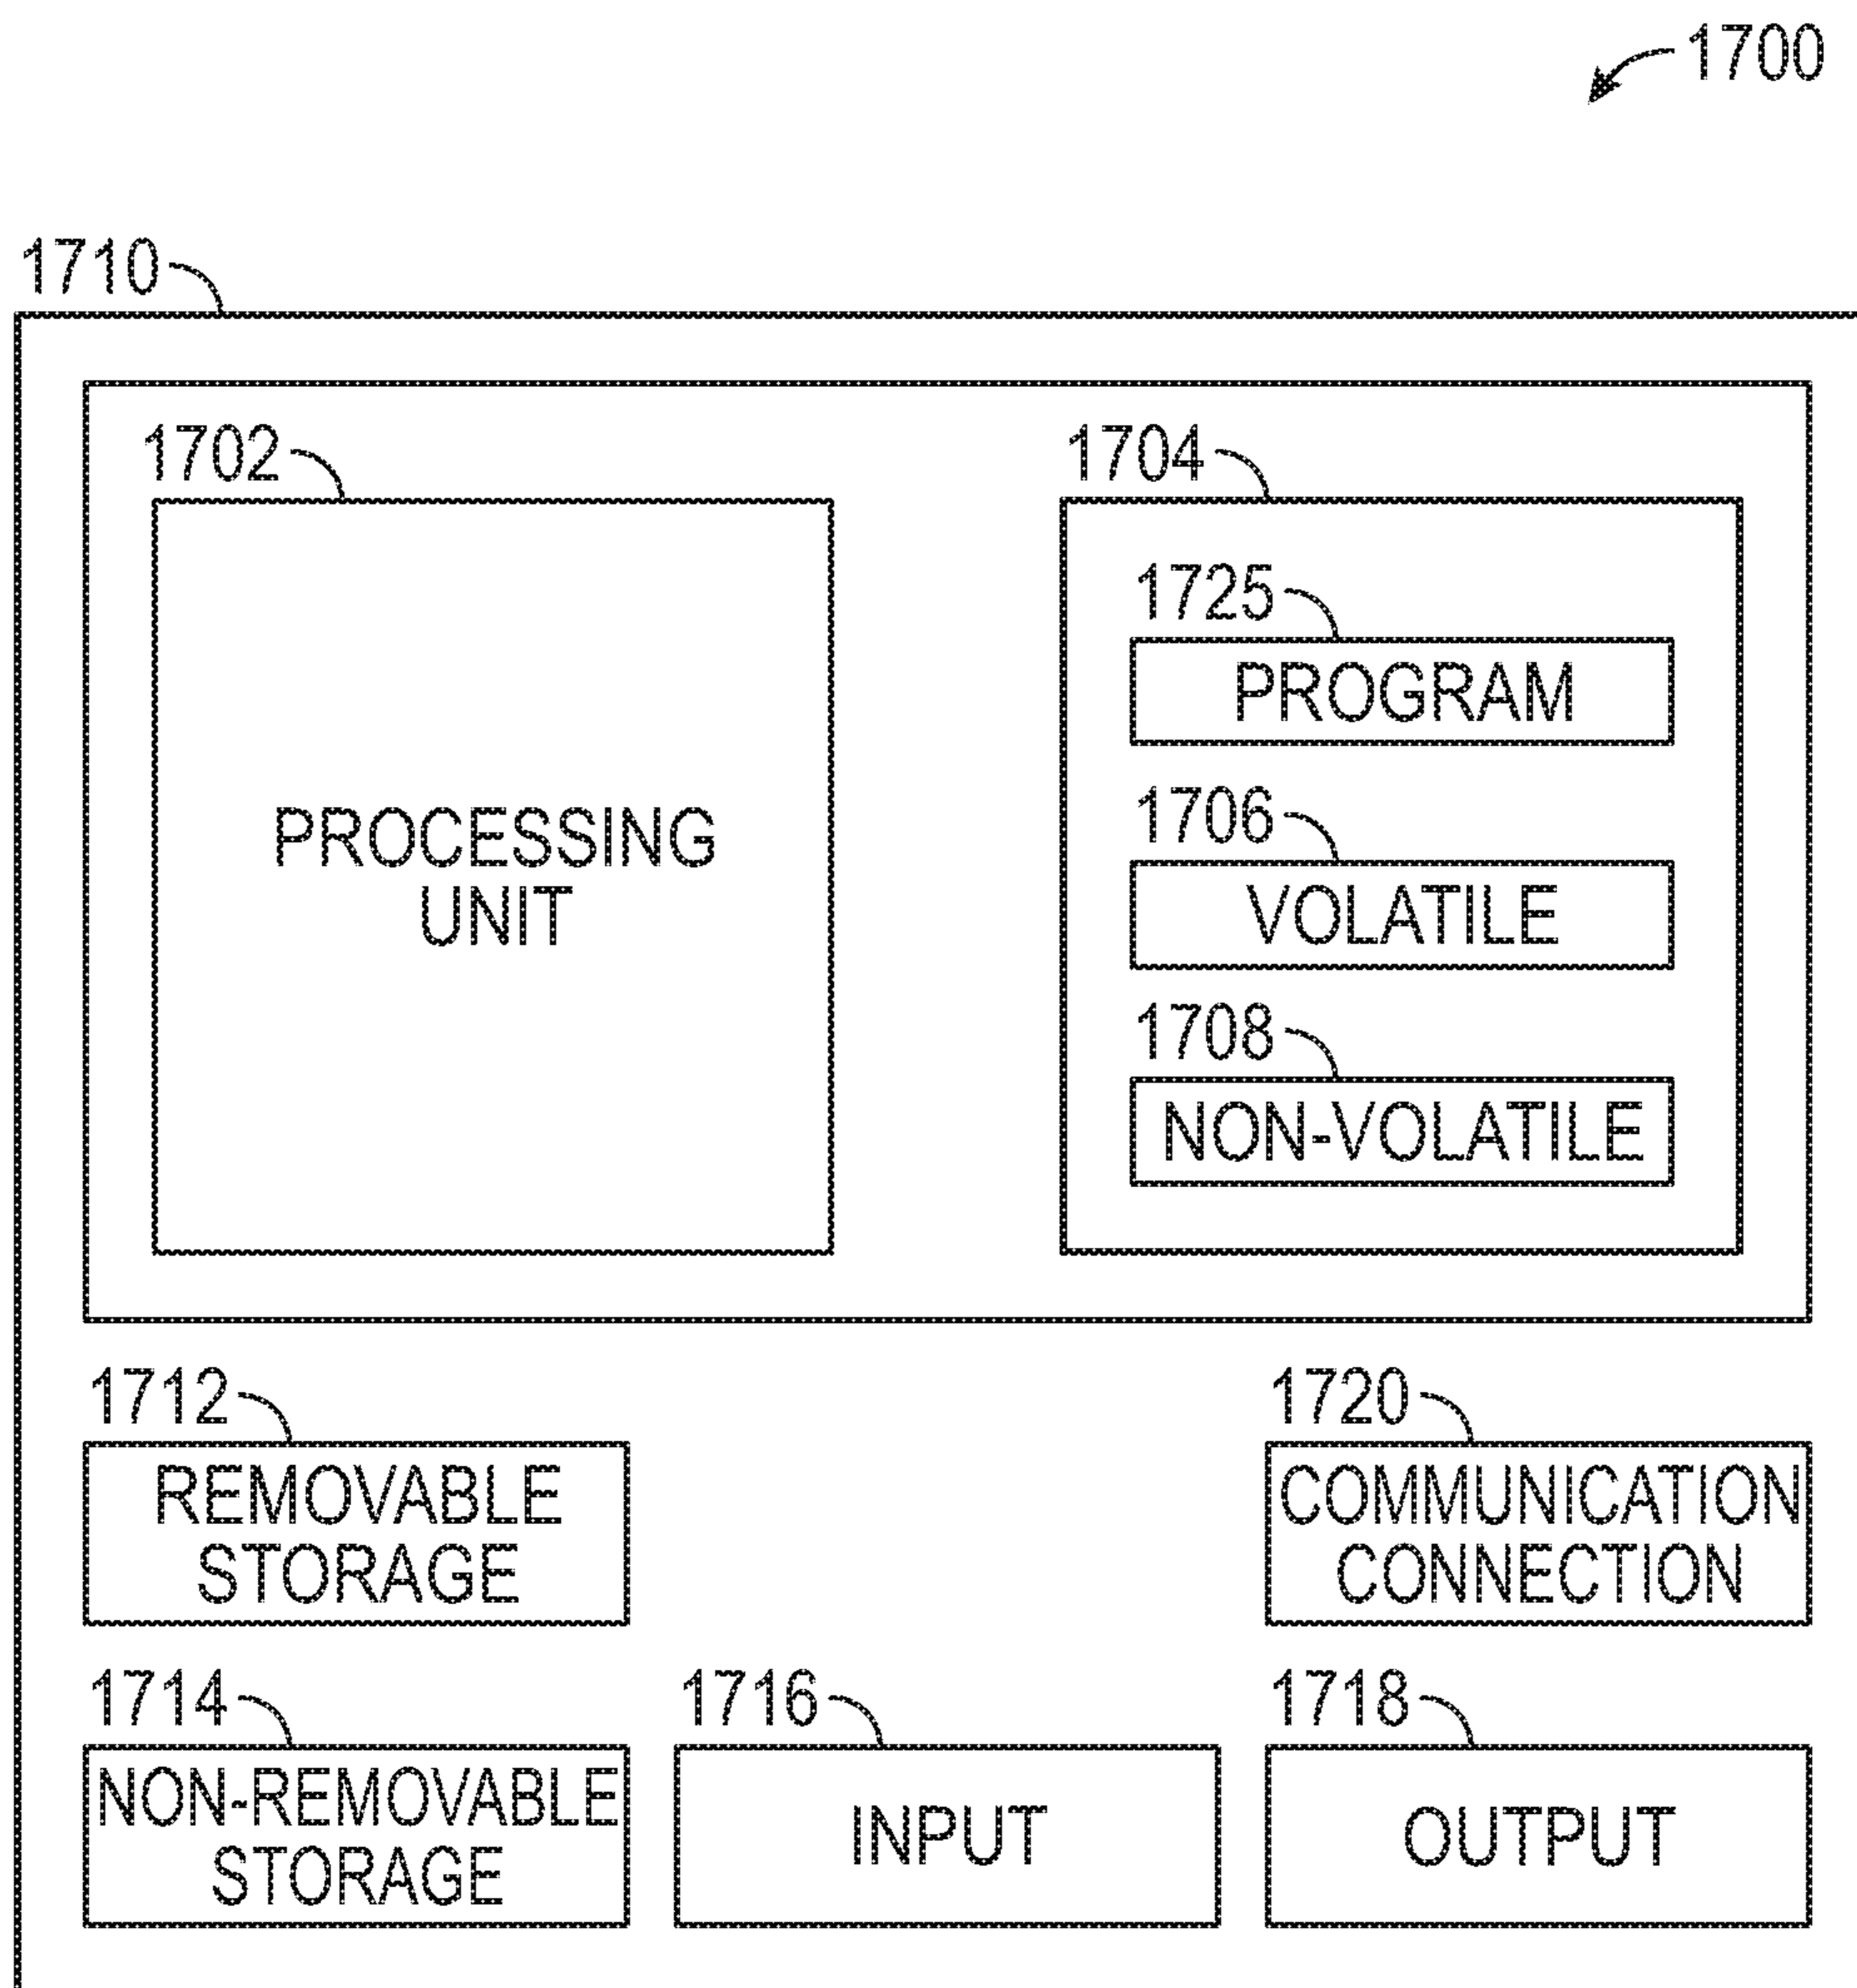 1700
1710
1702
1704
PROCESSING
UNIT
1725
PROGRAM
1706
VOLATILE
1708
NON-VOLATILE
1712
REMOVABLE
STORAGE
1720
COMMUNICATION
CONNECTION
1714
NON-REMOVABLE
STORAGE
1716
INPUT
1718
OUTPUT